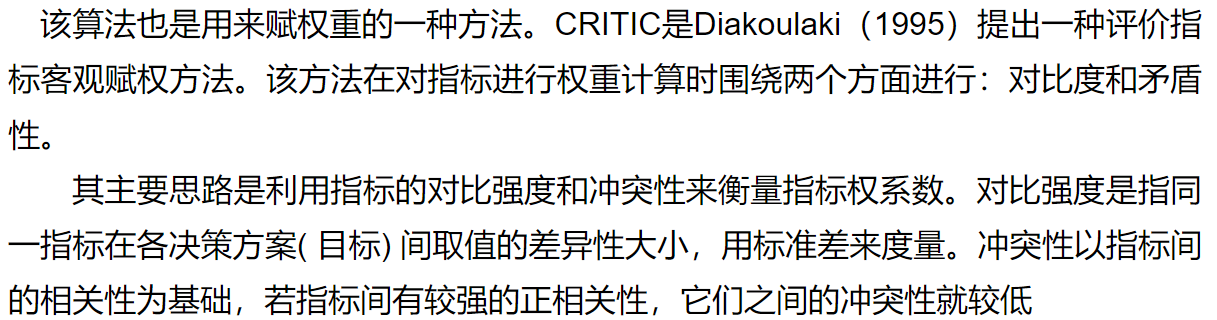 该算法也是用来赋权重的一种方法。CRITIC是Diakoulaki（1995）提出一种评价指
标客观赋权方法。该方法在对指标进行权重计算时围绕两个方面进行：对比度和矛盾
性。
其主要思路是利用指标的对比强度和冲突性来衡量指标权系数。对比强度是指同
一指标在各决策方案( 目标) 间取值的差异性大小，用标准差来度量。冲突性以指标间
的相关性为基础，若指标间有较强的正相关性，它们之间的冲突性就较低